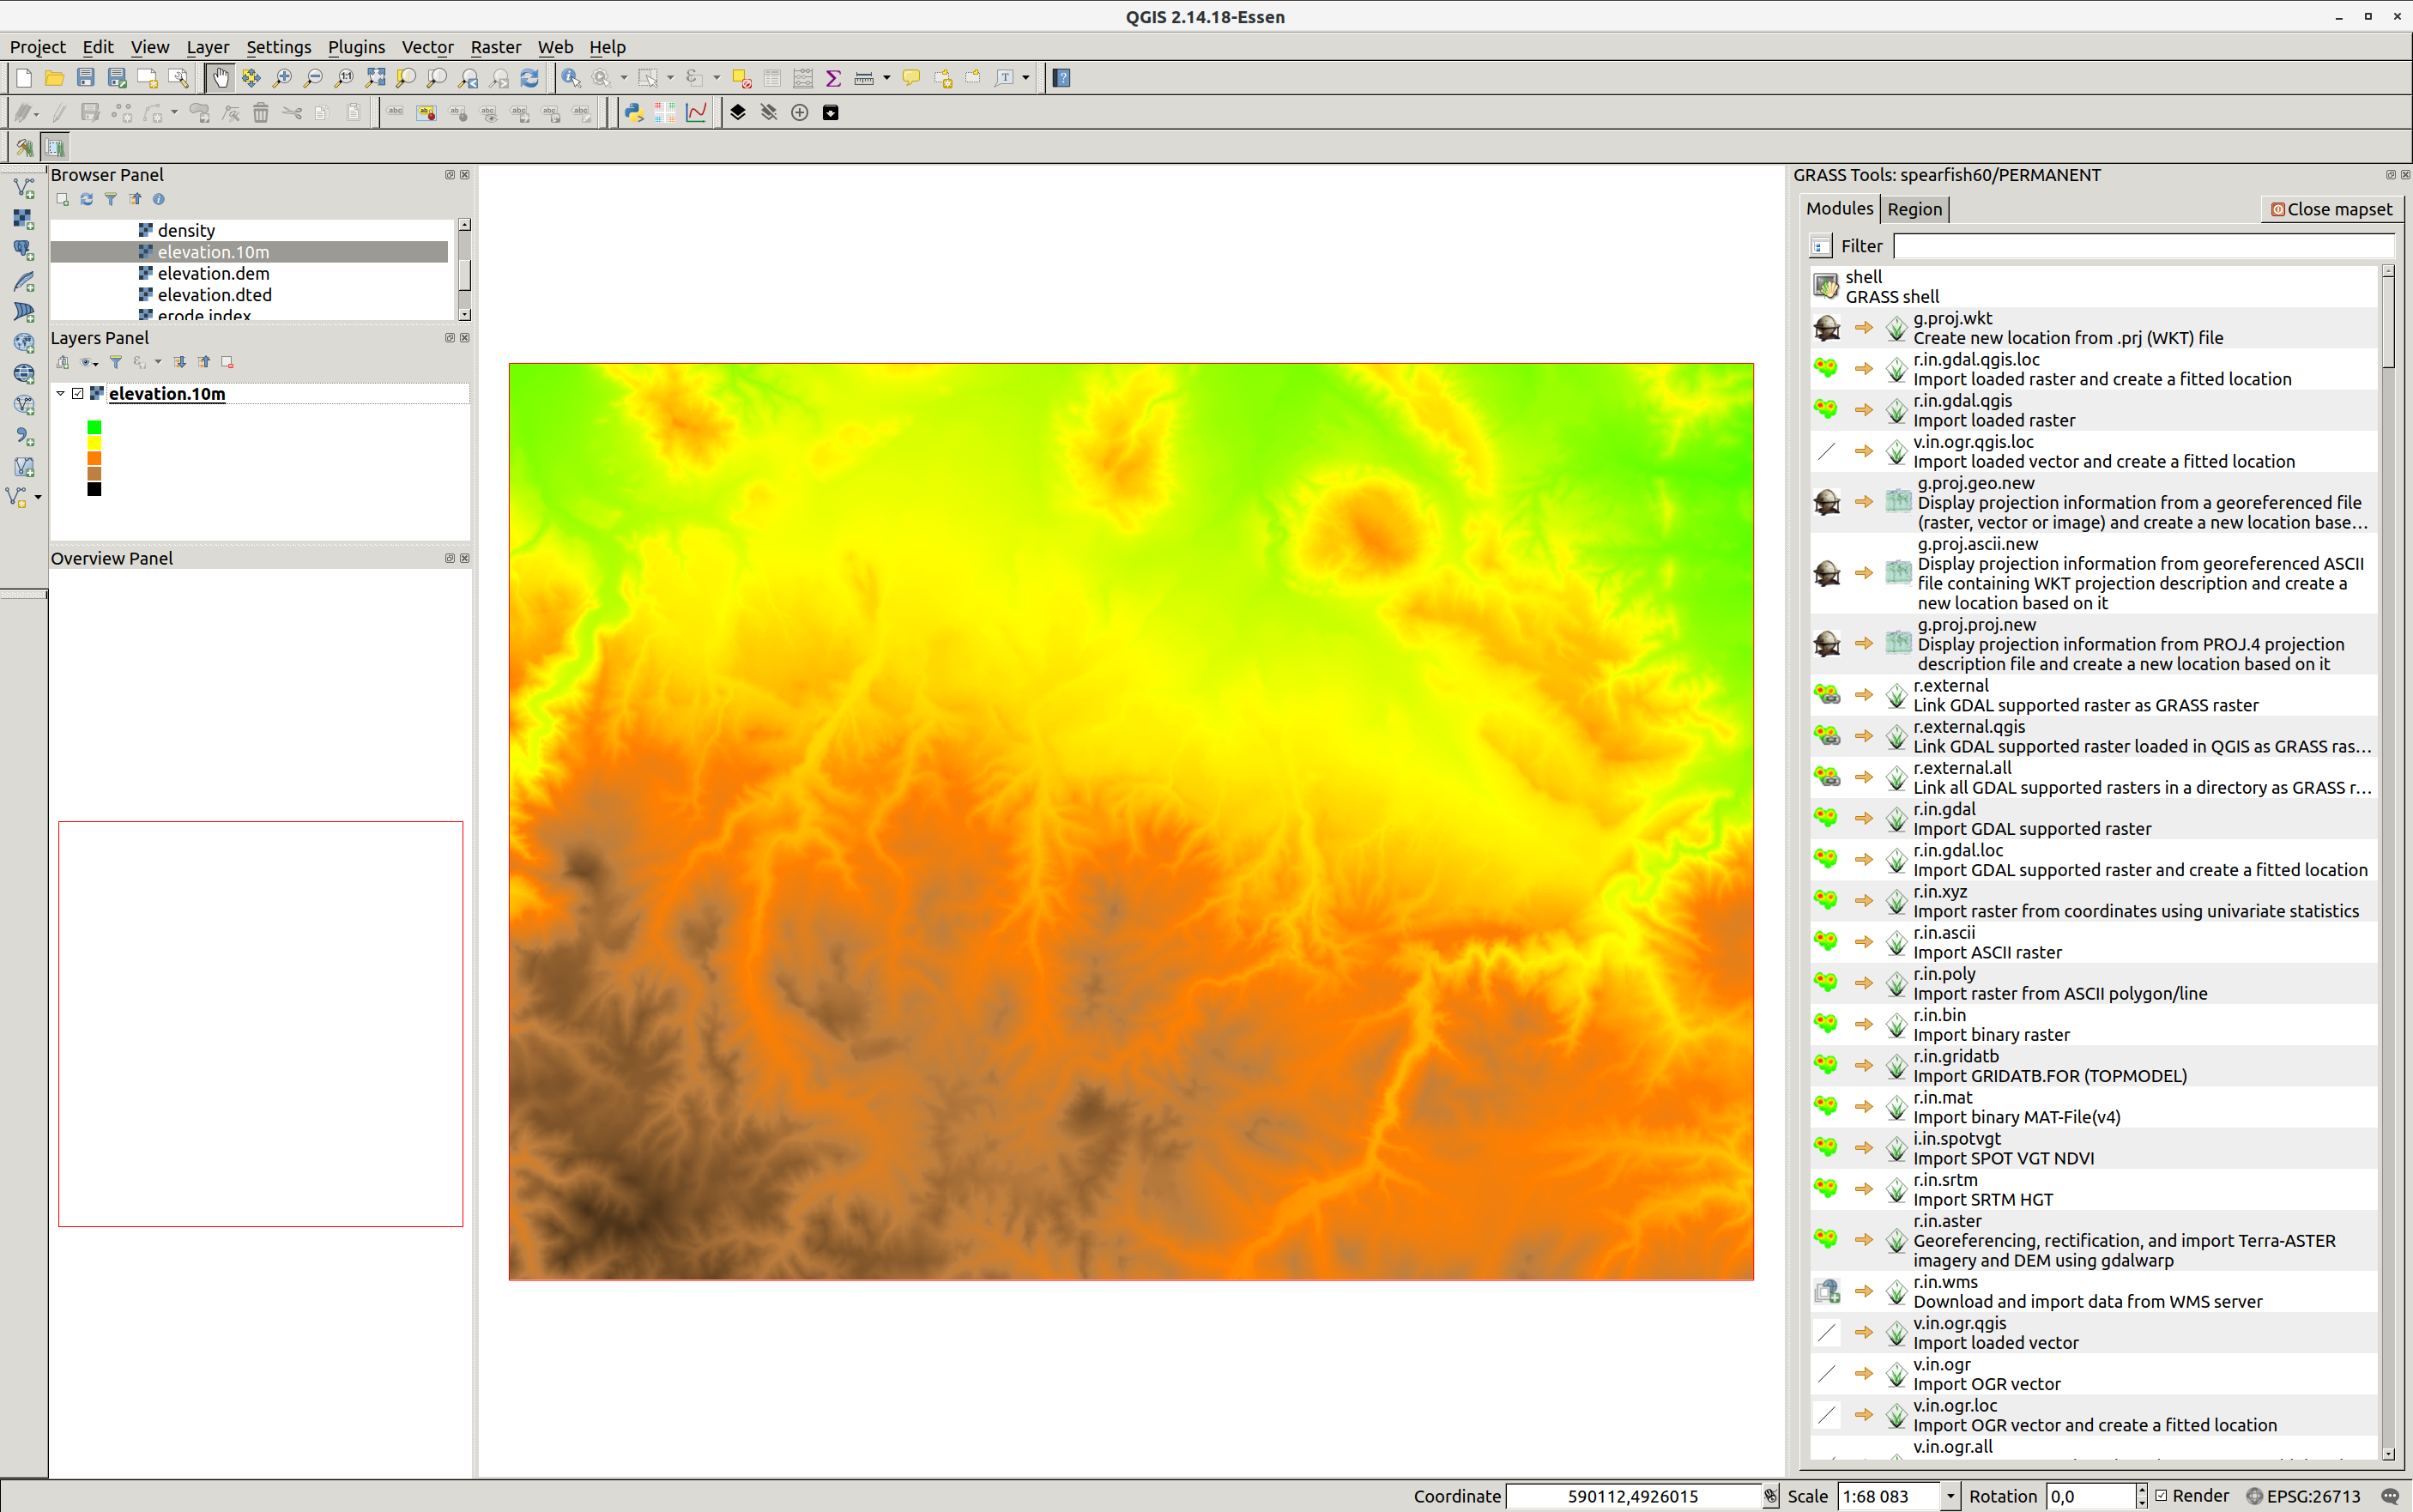 QGIS 2.14.18-Essen
Project Edit View Layer Settings Plugins Vector Raster Web Help
Browser Panel
density
elevation.10m
elevation.dem
elevation.dted
erode.index
Layers Panel
elevation.10m
Overview Panel
GRASS Tools: spearfish60/PERMANENT
Modules Region Close mapset
Filter
shell
GRASS shell
g.proj.wkt
Create new location from .prj (WKT) file
r.in.gdal.qgis.loc
Import loaded raster and create a fitted location
r.in.gdal.qgis
Import loaded raster
v.in.ogr.qgis.loc
Import loaded vector and create a fitted location
g.proj.geo.new
Display projection information from a georeferenced file
(raster, vector or image) and create a new location base...
g.proj.ascii.new
Display projection information from georeferenced ASCII
file containing WKT projection description and create a
new location based on it
g.proj.proj.new
Display projection information from PROJ.4 projection
description file and create a new location based on it
r.external
Link GDAL supported raster as GRASS raster
r.external.qgis
Link GDAL supported raster loaded in QGIS as GRASS ras...
r.external.all
Link all GDAL supported rasters in a directory as GRASS r...
r.in.gdal
Import GDAL supported raster
r.in.gdal.loc
Import GDAL supported raster and create a fitted location
r.in.xyz
Import raster from coordinates using univariate statistics
r.in.ascii
Import ASCII raster
r.in.poly
Import raster from ASCII polygon/line
r.in.bin
Import binary raster
r.in.gridatb
Import GRIDATB.FOR (TOPMODEL)
r.in.mat
Import binary MAT-File(v4)
i.in.spotvgt
Import SPOT VGT NDVI
r.in.srtm
Import SRTM HGT
r.in.aster
Georeferencing, rectification, and import Terra-ASTER
imagery and DEM using gdalwarp
r.in.wms
Download and import data from WMS server
v.in.ogr.qgis
Import loaded vector
v.in.ogr
Import OGR vector
v.in.ogr.loc
Import OGR vector and create a fitted location
v.in.ogr.all
Coordinate 590112,4926015 Scale 1:68 083 Rotation 0,0 Render EPSG:26713